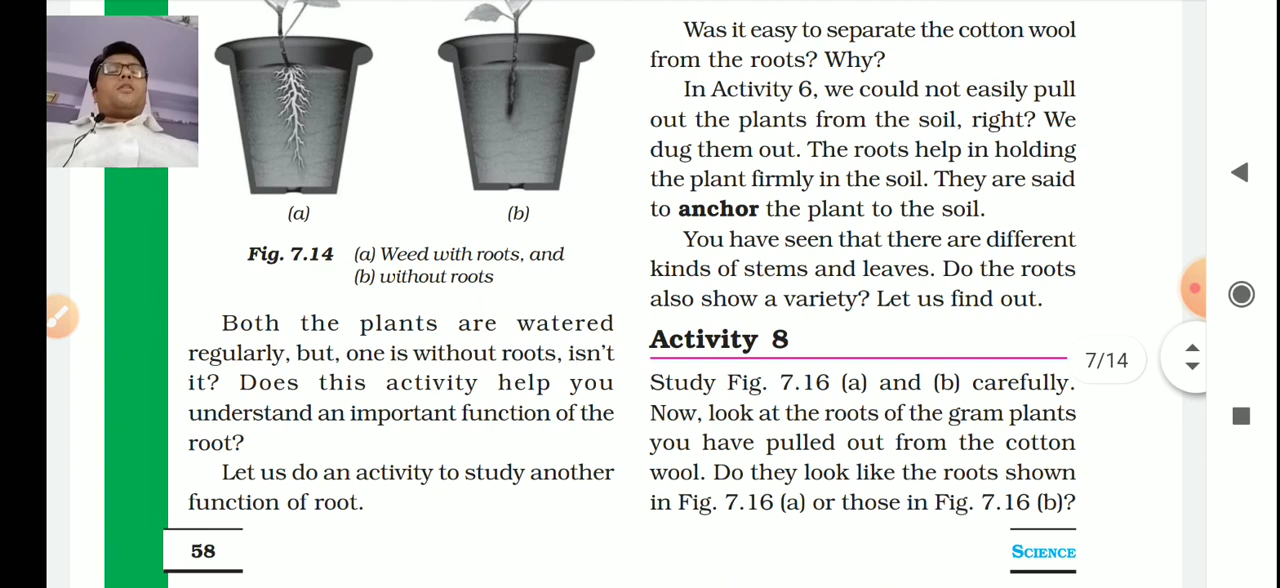 (a)
(b)
Fig. 7.14 (a) Weed with roots, and
(b) without roots
Both the plants are watered
regularly, but, one is without roots, isn't
it? Does this activity help you
understand an important function of the
root?
Let us do an activity to study another
function of root.
58
Was it easy to separate the cotton wool
from the roots? Why?
In Activity 6, we could not easily pull
out the plants from the soil, right? We
dug them out. The roots help in holding
the plant firmly in the soil. They are said
to anchor the plant to the soil.
You have seen that there are different
kinds of stems and leaves. Do the roots
also show a variety? Let us find out.
Activity 8
Study Fig. 7.16 (a) and (b) carefully.
Now, look at the roots of the gram plants
you have pulled out from the cotton
wool. Do they look like the roots shown
in Fig. 7.16 (a) or those in Fig. 7.16 (b)?
SCIENCE
7/14